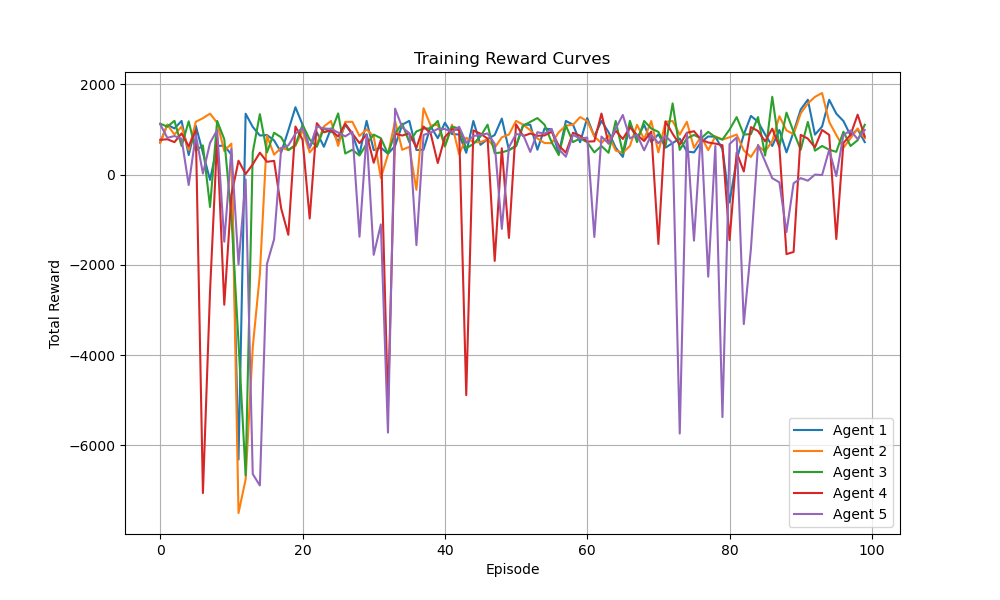 Training Reward Curves
2000
0
−2000
−4000
−6000
Total Reward
0
20
40
60
80
100
Episode
Agent 1
Agent 2
Agent 3
Agent 4
Agent 5